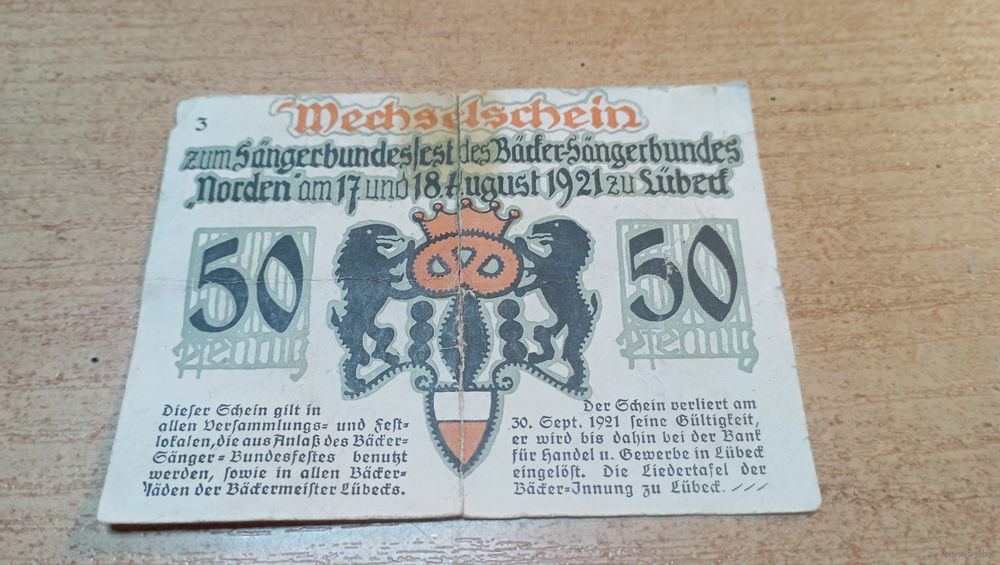 3
Wechselschein
zum Sängerbundesfest des Bäcker-Sängerbundes
„Norden“ am 17 und 18. August 1921 zu Lübeck
50
Pfennig
50
Pfennig
Dieser Schein gilt in
allen Versammlungs- und Fest-
lokalen, die aus Anlaß des Bäcker-
Sänger-Bundesfestes benutzt
werden, sowie in allen Bäcker-
läden der Bäckermeister Lübecks.
Der Schein verliert am
30. Sept. 1921 seine Gültigkeit,
er wird bis dahin bei der Bank
für Handel u. Gewerbe in Lübeck
eingelöst. Die Liedertafel der
Bäcker-Innung zu Lübeck.